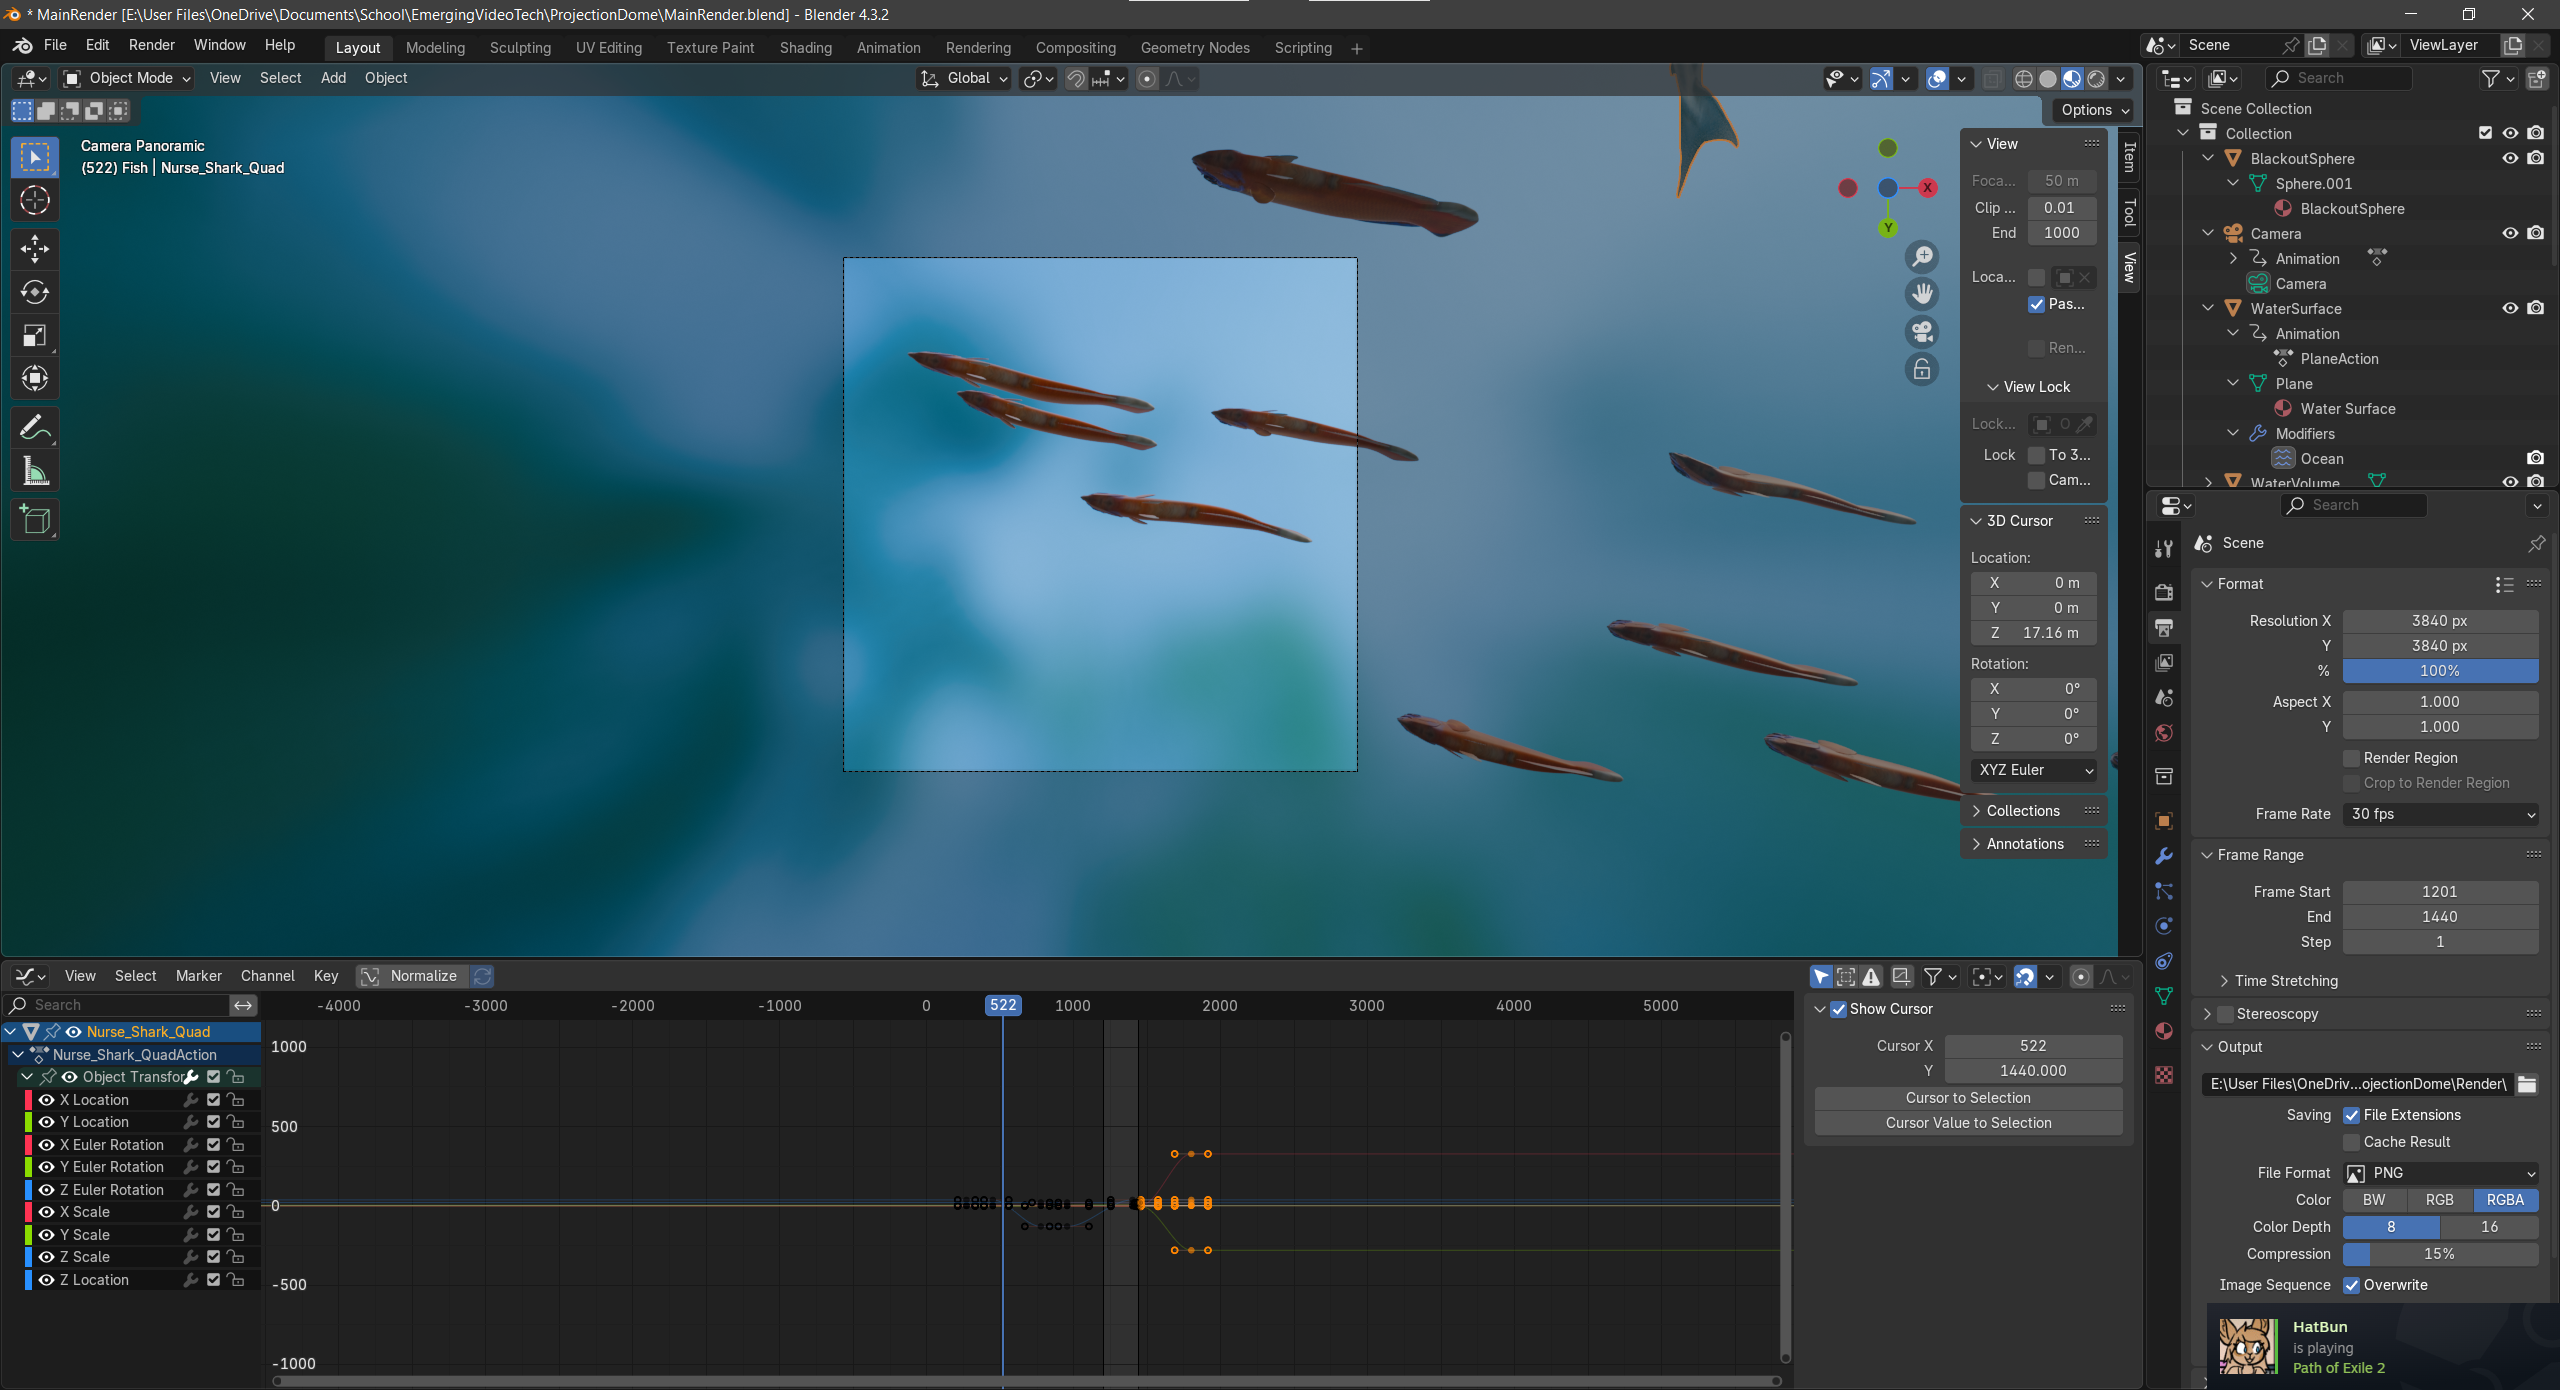 * MainRender [E:\User Files\OneDrive\Documents\School\EmergingVideoTech\ProjectionDome\MainRender.blend] - Blender 4.3.2
File Edit Render Window Help
Layout Modeling Sculpting UV Editing Texture Paint Shading Animation Rendering Compositing Geometry Nodes Scripting +
Scene
ViewLayer
Object Mode View Select Add Object
Global
Options
Camera Panoramic
(522) Fish | Nurse_Shark_Quad
X
Y
Item
Tool
View
View
Foca... 50 m
Clip ... 0.01
End 1000
Loca...
Pas...
Ren...
View Lock
Lock... O
Lock To 3...
Cam...
3D Cursor
Location:
X 0 m
Y 0 m
Z 17.16 m
Rotation:
X 0°
Y 0°
Z 0°
XYZ Euler
Collections
Annotations
Search
Scene Collection
Collection
BlackoutSphere
Sphere.001
BlackoutSphere
Camera
Animation
Camera
WaterSurface
Animation
PlaneAction
Plane
Water Surface
Modifiers
Ocean
WaterVolume
Search
Scene
Format
Resolution X 3840 px
Y 3840 px
% 100%
Aspect X 1.000
Y 1.000
Render Region
Crop to Render Region
Frame Rate 30 fps
Frame Range
Frame Start 1201
End 1440
Step 1
Time Stretching
Stereoscopy
Output
E:\User Files\OneDriv...ojectionDome\Render\
Saving File Extensions
Cache Result
File Format PNG
Color BW RGB RGBA
Color Depth 8 16
Compression 15%
Image Sequence Overwrite
HatBun
is playing
Path of Exile 2
View Select Marker Channel Key Normalize
Search
-4000 -3000 -2000 -1000 0 522 1000 2000 3000 4000 5000
Nurse_Shark_Quad
Nurse_Shark_QuadAction
Object Transfor
X Location
Y Location
X Euler Rotation
Y Euler Rotation
Z Euler Rotation
X Scale
Y Scale
Z Scale
Z Location
1000
500
0
-500
-1000
Show Cursor
Cursor X 522
Y 1440.000
Cursor to Selection
Cursor Value to Selection